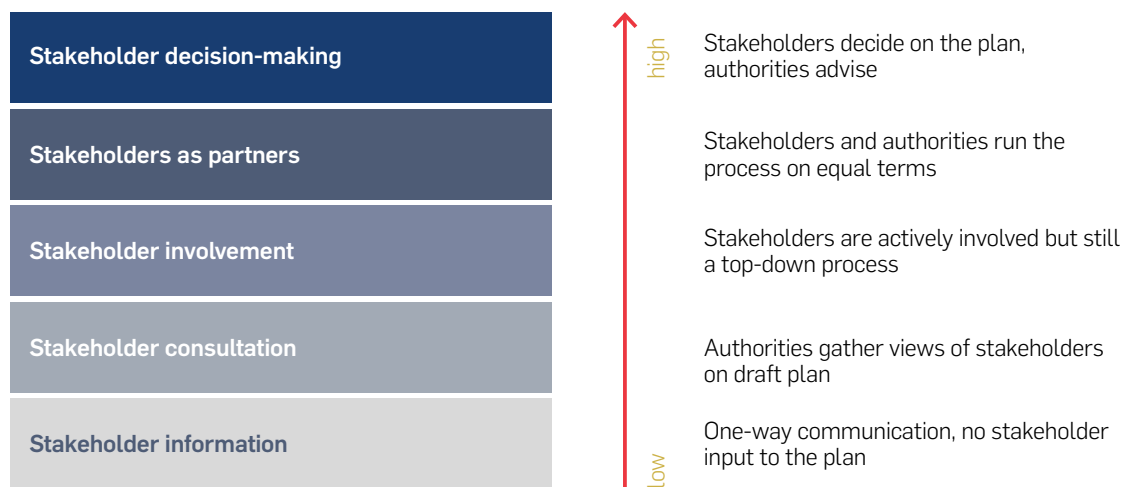 Stakeholder decision-making
high
Stakeholders decide on the plan,
authorities advise
Stakeholders as partners
Stakeholders and authorities run the
process on equal terms
Stakeholder involvement
Stakeholders are actively involved but still
a top-down process
Stakeholder consultation
Authorities gather views of stakeholders
on draft plan
Stakeholder information
low
One-way communication, no stakeholder
input to the plan